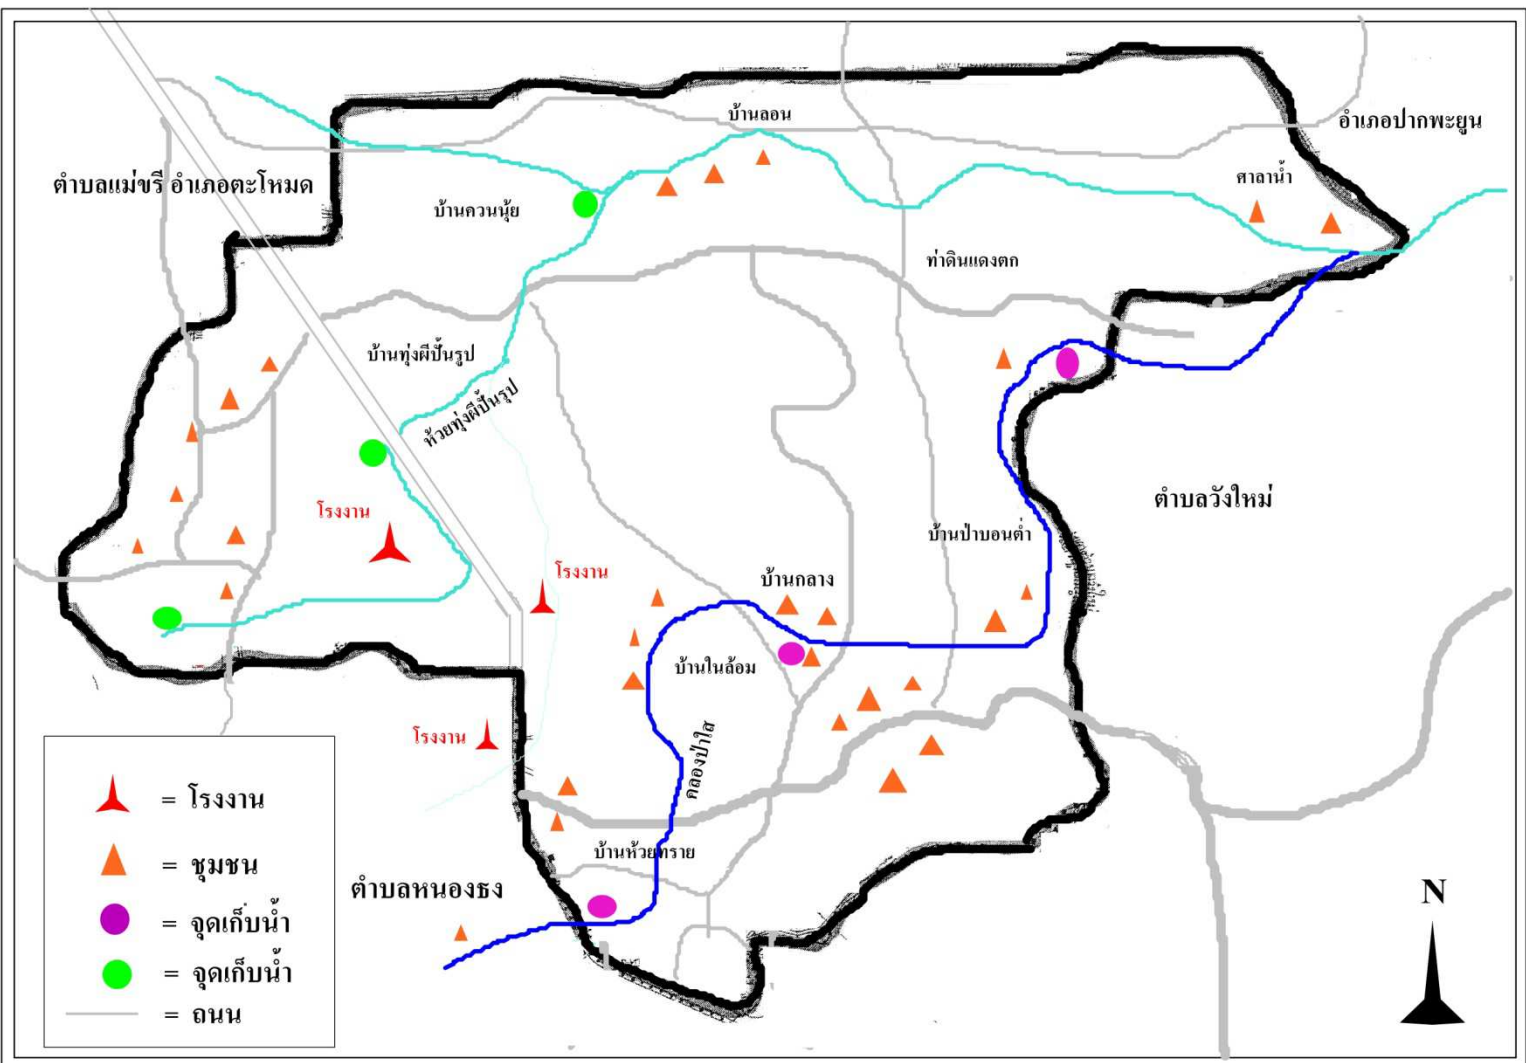 บ้านลอน
อำเภอปากพะยูน
ตำบลแม่ขรี อำเภอตะโหมด
ศาลาน้ำ
บ้านควนนุ้ย
ท่าดินแดงตก
บ้านทุ่งผีปั้นรูป
ห้วยทุ่งผีปั้นรูป
ตำบลวังใหม่
โรงงาน
บ้านป่าบอนต่ำ
โรงงาน
บ้านกลาง
บ้านในล้อม
โรงงาน
คลองป่าใส
บ้านห้วยทราย
ตำบลหนองธง
N
= โรงงาน
= ชุมชน
= จุดเก็บน้ำ
= จุดเก็บน้ำ
= ถนน